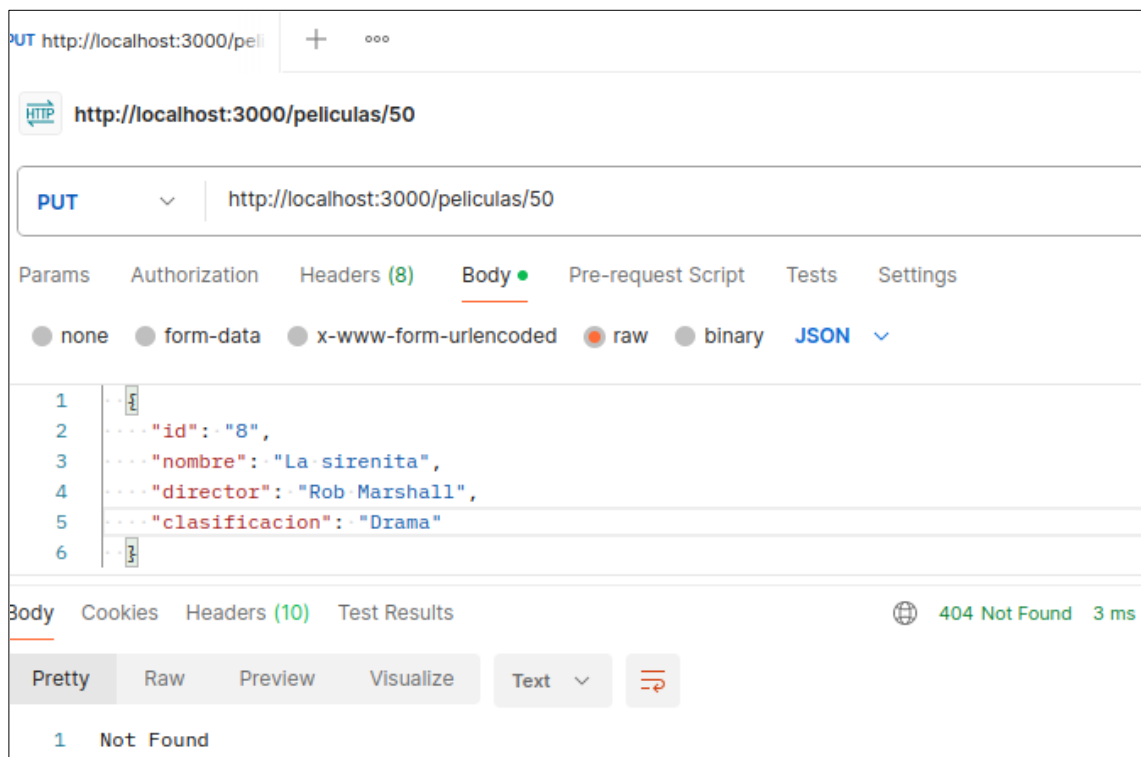 PUT http://localhost:3000/peli
HTTP http://localhost:3000/peliculas/50
PUT http://localhost:3000/peliculas/50
Params Authorization Headers (8) Body Pre-request Script Tests Settings
none form-data x-www-form-urlencoded raw binary JSON
1 {
2 "id": "8",
3 "nombre": "La sirenita",
4 "director": "Rob Marshall",
5 "clasificacion": "Drama"
6 }
Body Cookies Headers (10) Test Results 404 Not Found 3 ms
Pretty Raw Preview Visualize Text
1 Not Found